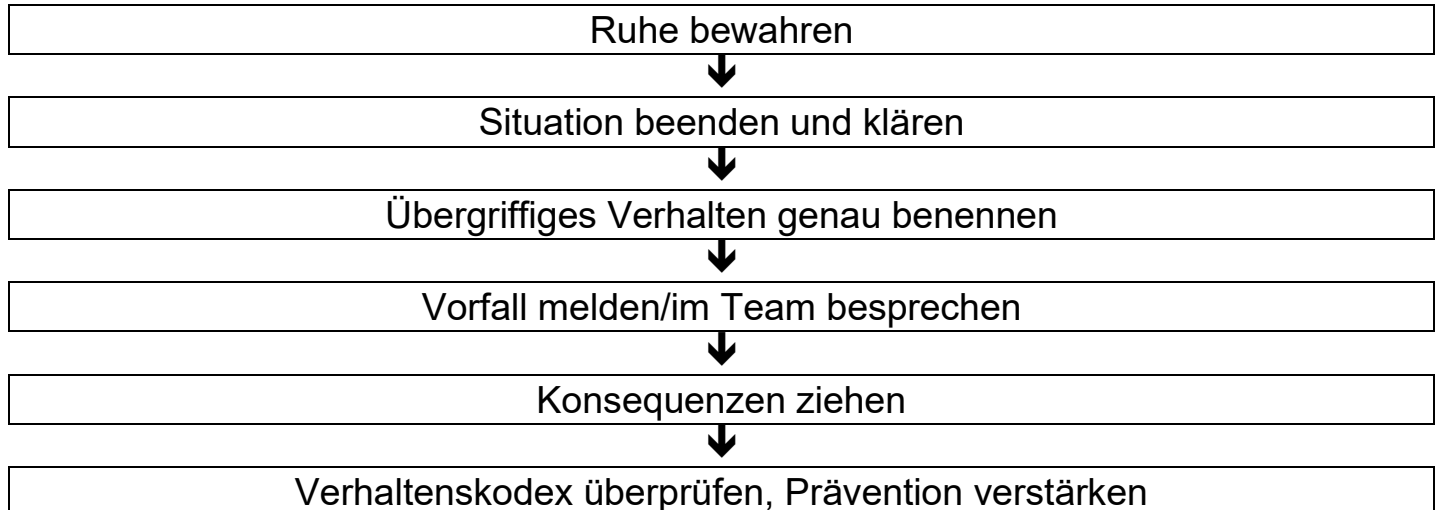 Ruhe bewahren
Situation beenden und klären
Übergriffiges Verhalten genau benennen
Vorfall melden/im Team besprechen
Konsequenzen ziehen
Verhaltenskodex überprüfen, Prävention verstärken